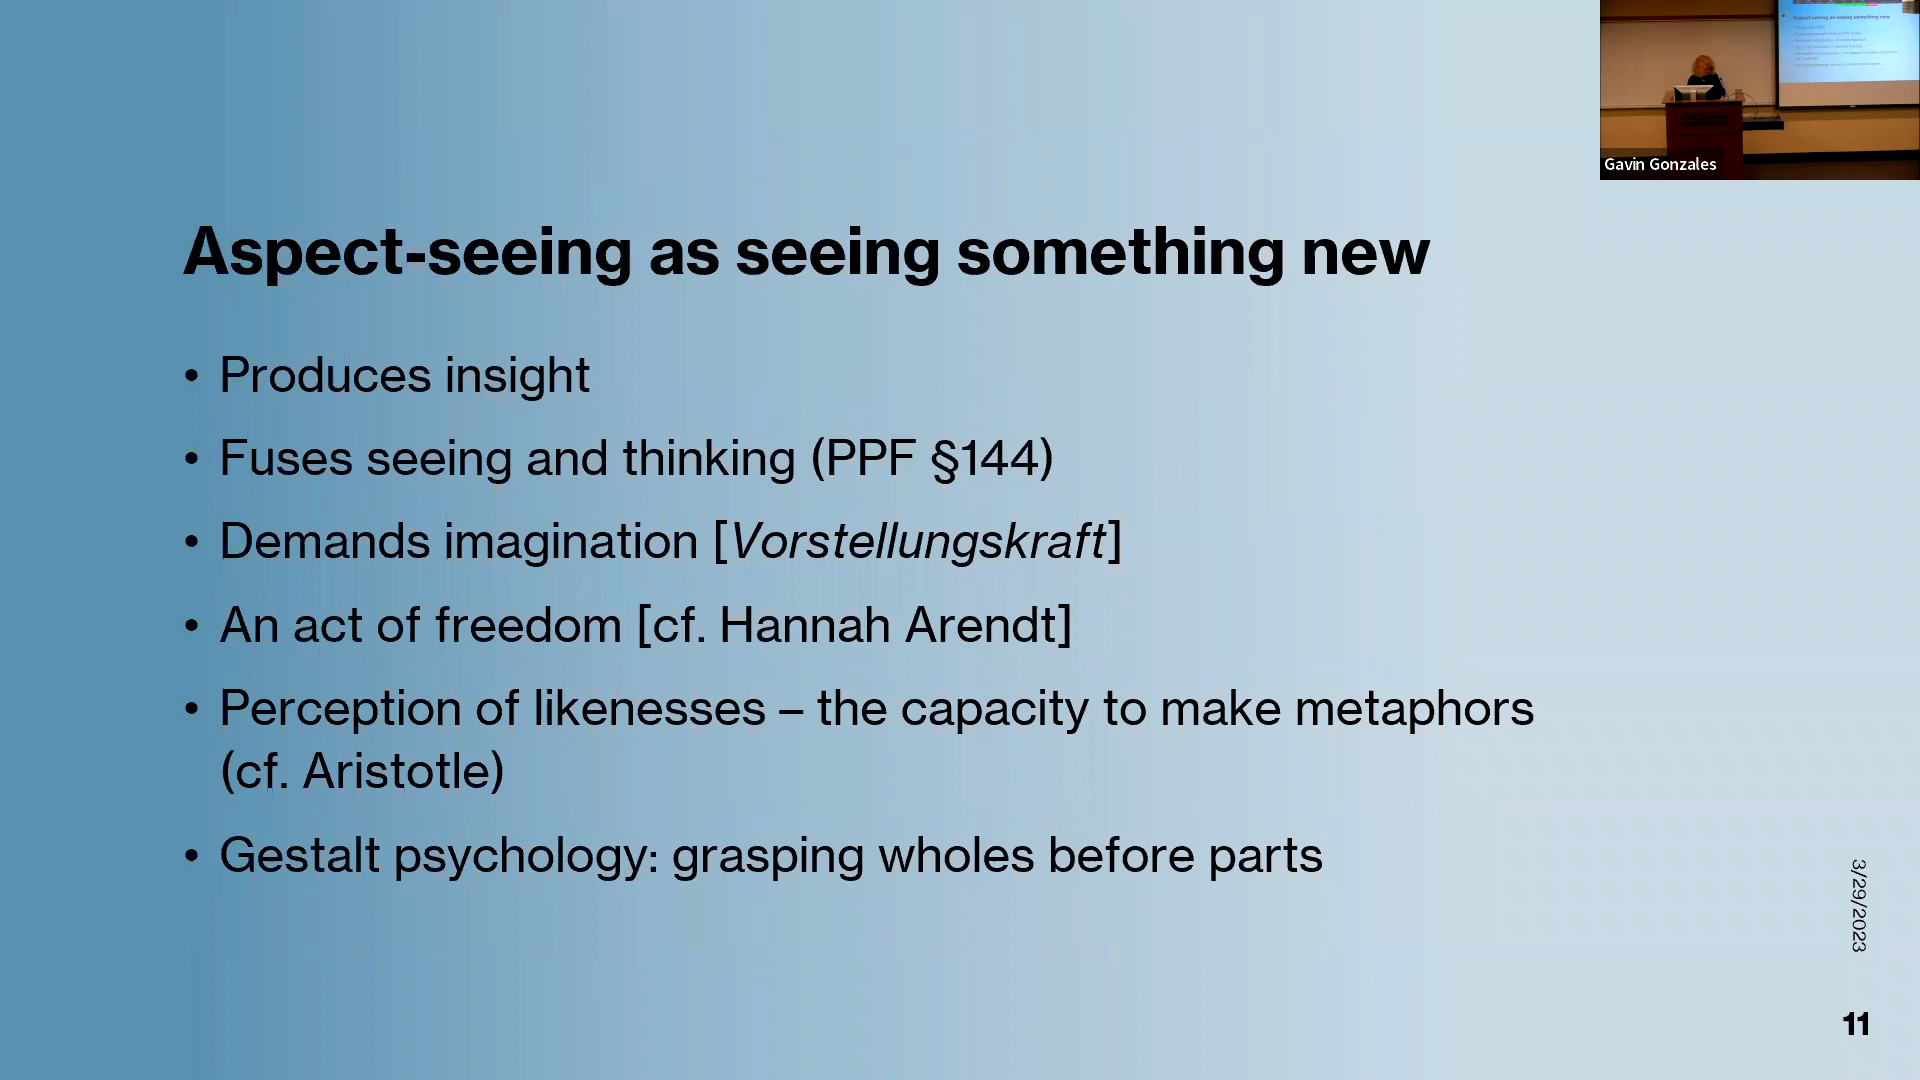 Gavin Gonzales
Aspect-seeing as seeing something new
• Produces insight
• Fuses seeing and thinking (PPF §144)
• Demands imagination [Vorstellungskraft]
• An act of freedom [cf. Hannah Arendt]
• Perception of likenesses – the capacity to make metaphors
(cf. Aristotle)
• Gestalt psychology: grasping wholes before parts
3/29/2023
11